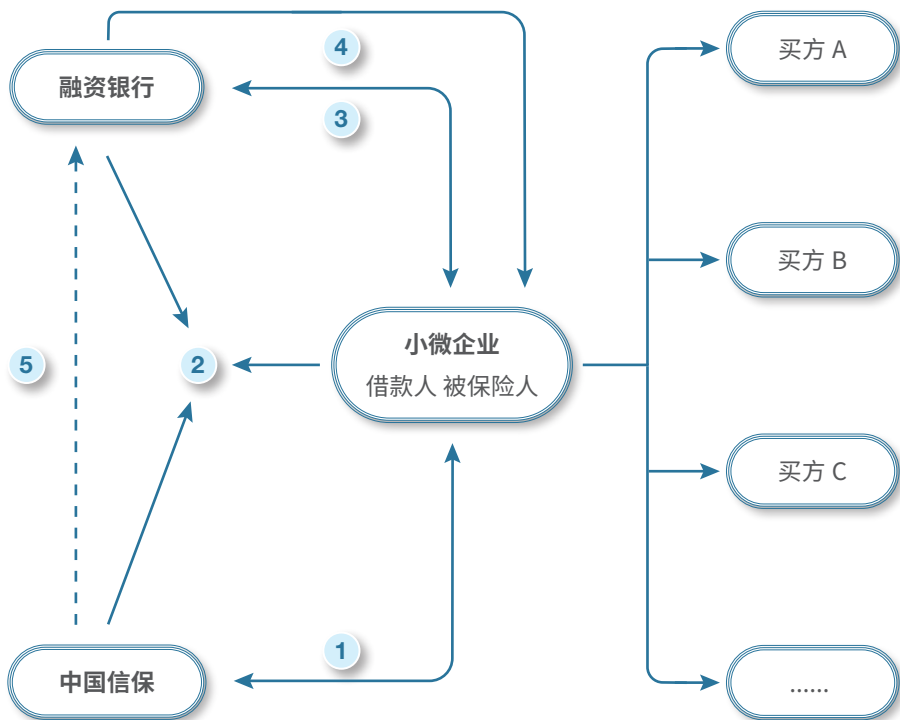 4
买方 A
融资银行
3
买方 B
小微企业
5
2
借款人 被保险人
买方 C
1
中国信保
......